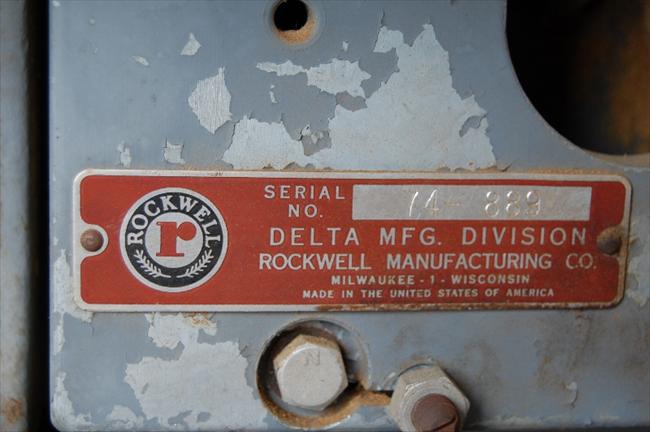 ROCKWELL
r
SERIAL NO. 74- 889
DELTA MFG. DIVISION
ROCKWELL MANUFACTURING CO.
MILWAUKEE - 1 - WISCONSIN
MADE IN THE UNITED STATES OF AMERICA
N